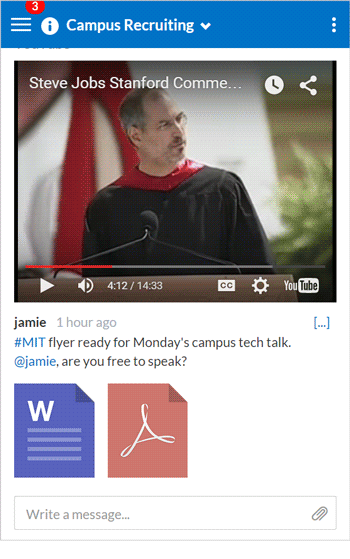 3
Campus Recruiting
YouTube
Steve Jobs Stanford Comme...
4:12 / 14:33
CC
YouTube
jamie 1 hour ago [...]
#MIT flyer ready for Monday's campus tech talk.
@jamie, are you free to speak?
W
Write a message...